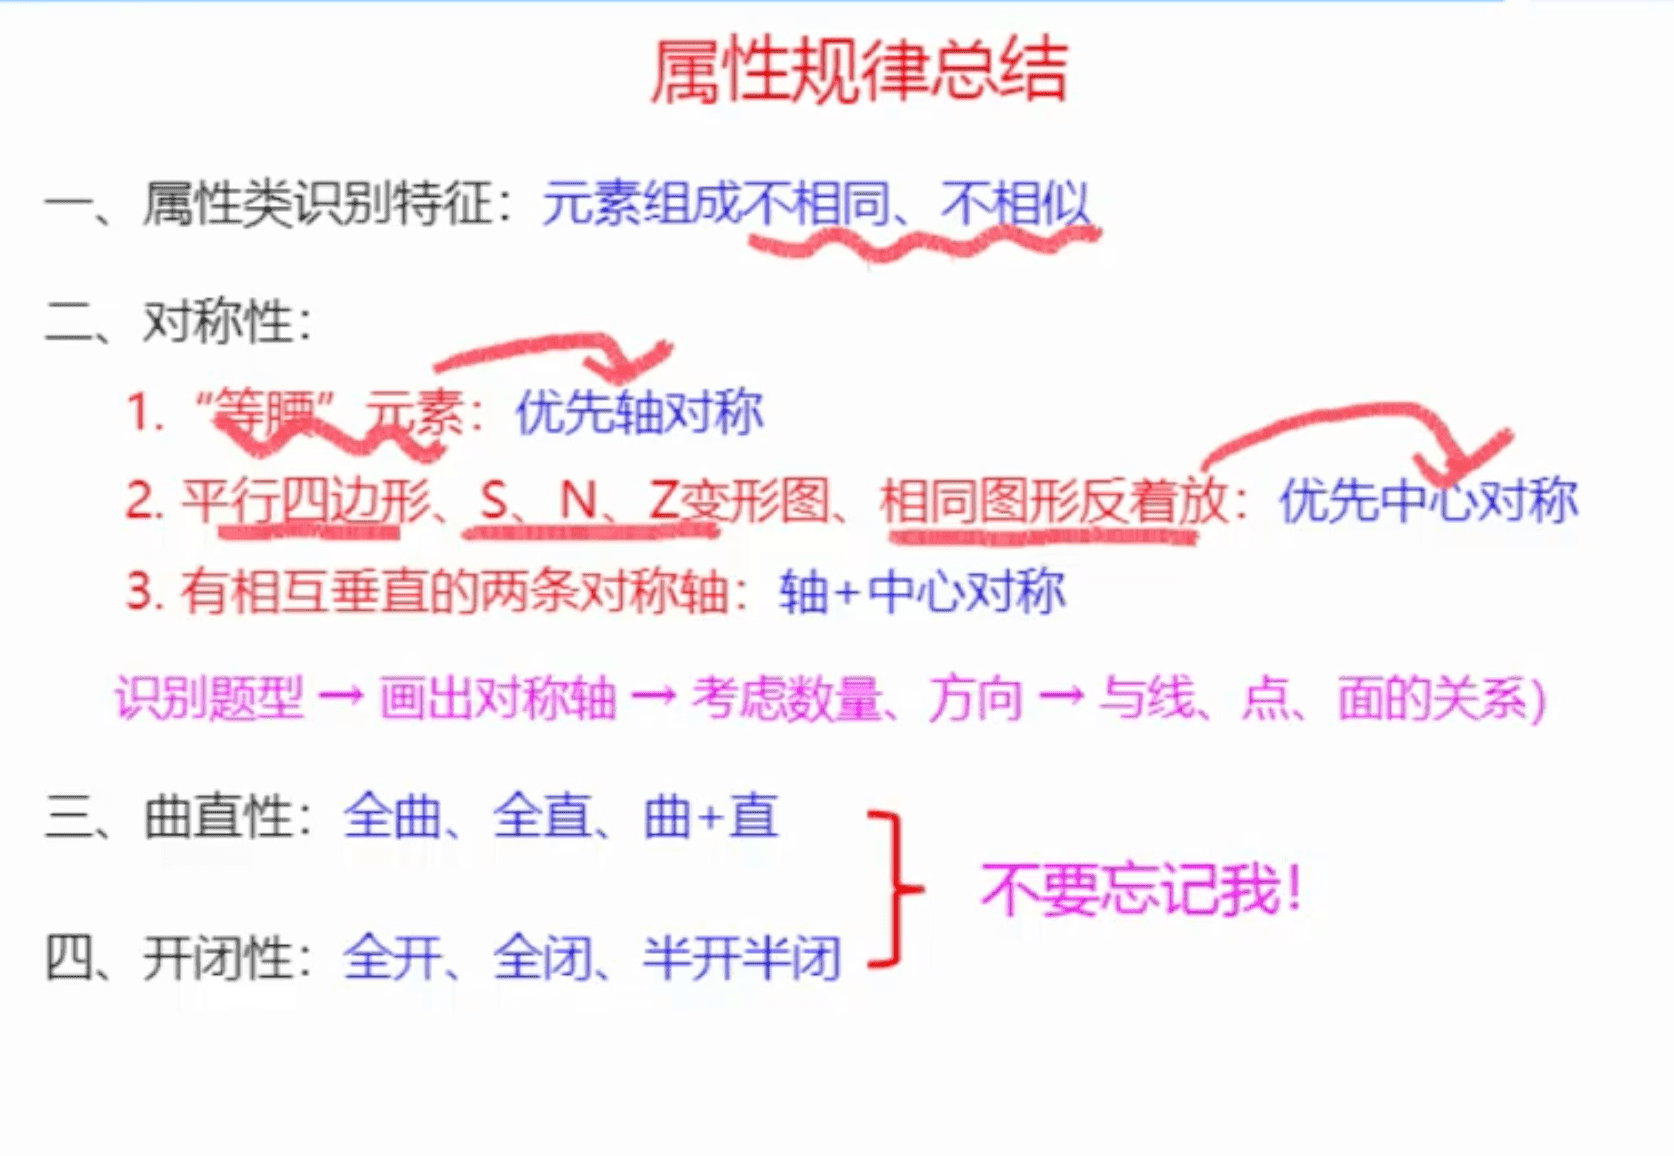 属性规律总结
一、属性类识别特征：元素组成不相同、不相似
二、对称性：
1. “等腰”元素：优先轴对称
2. 平行四边形、S、N、Z变形图、相同图形反着放：优先中心对称
3. 有相互垂直的两条对称轴：轴+中心对称
识别题型→画出对称轴→考虑数量、方向→与线、点、面的关系)
三、曲直性：全曲、全直、曲+直
不要忘记我!
四、开闭性：全开、全闭、半开半闭